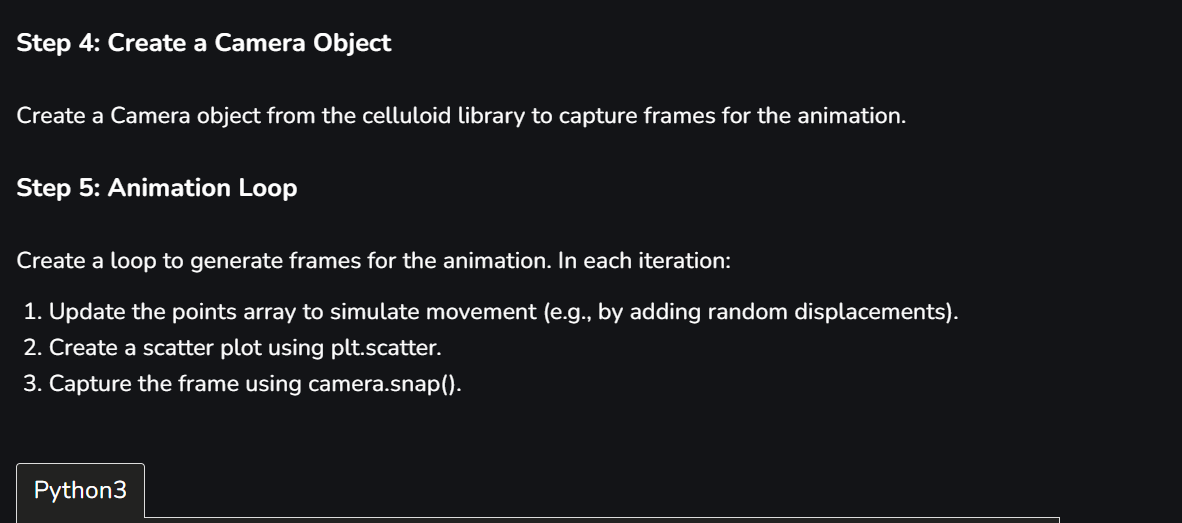 Step 4: Create a Camera Object
Create a Camera object from the celluloid library to capture frames for the animation.
Step 5: Animation Loop
Create a loop to generate frames for the animation. In each iteration:
1. Update the points array to simulate movement (e.g., by adding random displacements).
2. Create a scatter plot using plt.scatter.
3. Capture the frame using camera.snap().
Python3